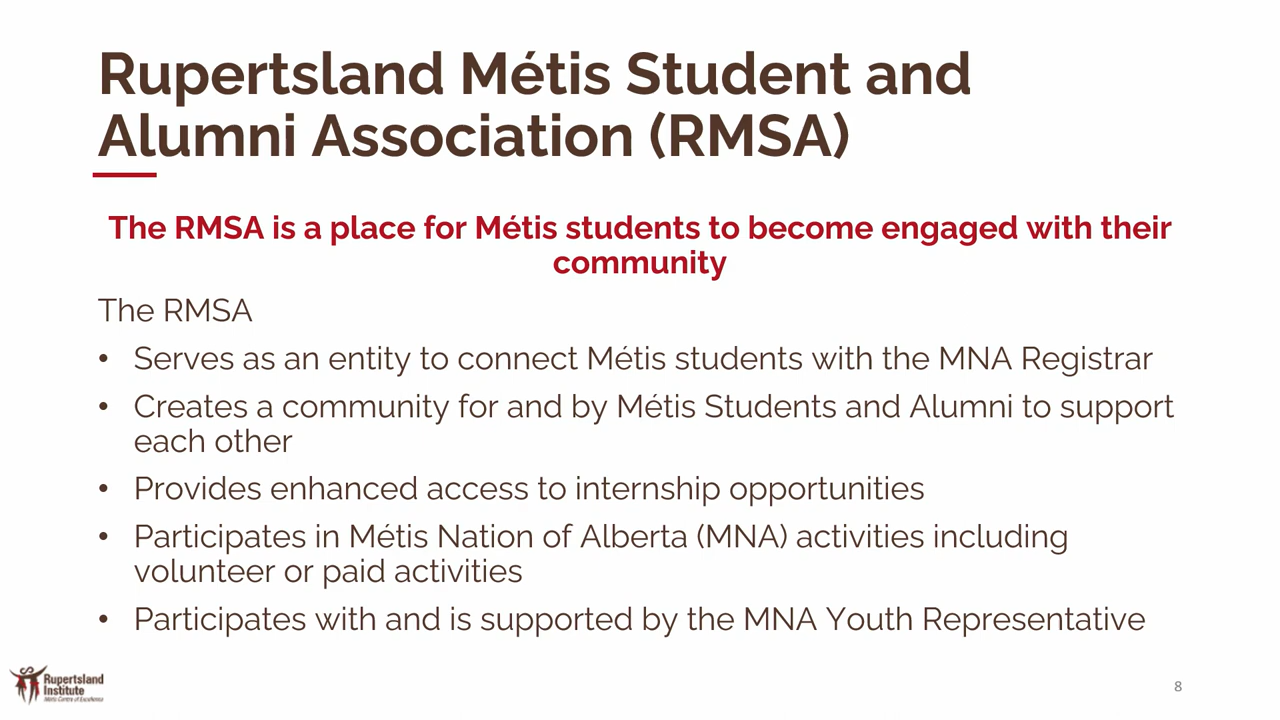 Rupertsland Métis Student and
Alumni Association (RMSA)
The RMSA is a place for Métis students to become engaged with their
community
The RMSA
• Serves as an entity to connect Métis students with the MNA Registrar
• Creates a community for and by Métis Students and Alumni to support
each other
• Provides enhanced access to internship opportunities
• Participates in Métis Nation of Alberta (MNA) activities including
volunteer or paid activities
• Participates with and is supported by the MNA Youth Representative
Rupertsland
Institute
Métis Centre of Excellence
8